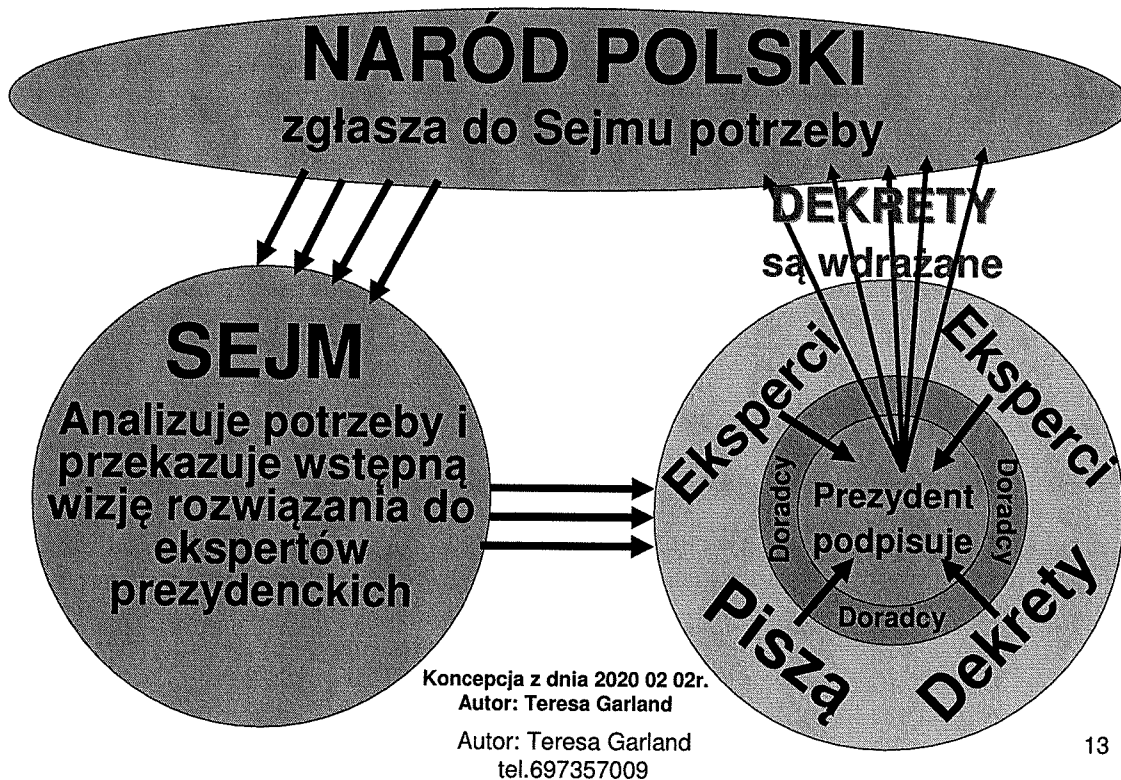 NARÓD POLSKI
zgłasza do Sejmu potrzeby
DEKRETY
są wdrażane
SEJM
Analizuje potrzeby i
przekazuje wstępną
wizję rozwiązania do
ekspertów
prezydenckich
Eksperci
Eksperci
Piszą
Dekrety
Doradcy
Doradcy
Doradcy
Prezydent
podpisuje
Koncepcja z dnia 2020 02 02r.
Autor: Teresa Garland
Autor: Teresa Garland
tel.697357009
13